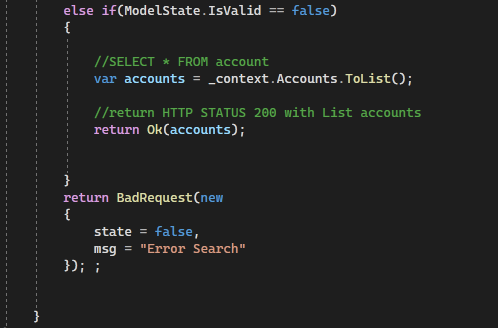 else if(ModelState.IsValid == false)
{
//SELECT * FROM account
var accounts = _context.Accounts.ToList();
//return HTTP STATUS 200 with List accounts
return Ok(accounts);
}
return BadRequest(new
{
state = false,
msg = "Error Search"
}); ;
}